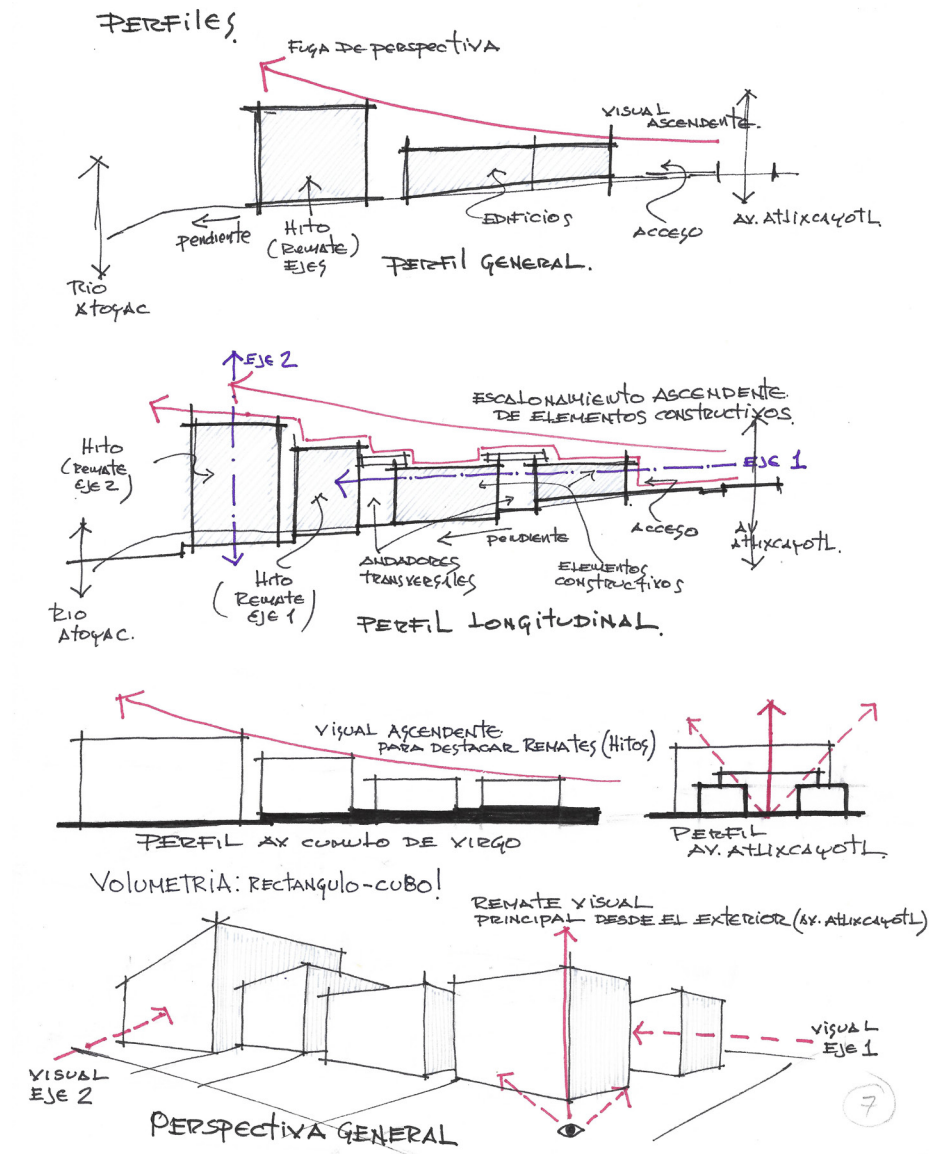 PERFILES
FUGA DE PERSPECTIVA
VISUAL
ASCENDENTE.
PENDIENTE
HITO
(REMATE)
EJES
EDIFICIOS
ACCESO
AV. ATLIXCAYOTL
RIO
ATOYAC
PERFIL GENERAL.
EJE 2
ESCALONAMIENTO ASCENDENTE
DE ELEMENTOS CONSTRUCTIVOS.
HITO
(REMATE
EJE 2)
EJE 1
ACCESO
AV
ATLIXCAYOTL.
PENDIENTE
HITO
(REMATE
EJE 1)
ANDADORES
TRANSVERSALES
ELEMENTOS
CONSTRUCTIVOS
RIO
ATOYAC.
PERFIL LONGITUDINAL.
VISUAL ASCENDENTE
PARA DESTACAR REMATES (HITOS)
PERFIL AV CUMULO DE VIRGO
PERFIL
AV. ATLIXCAYOTL.
VOLUMETRIA: RECTANGULO-CUBO!
REMATE VISUAL
PRINCIPAL DESDE EL EXTERIOR (AV. ATLIXCAYOTL)
VISUAL
EJE 1
VISUAL
EJE 2
PERSPECTIVA GENERAL
7